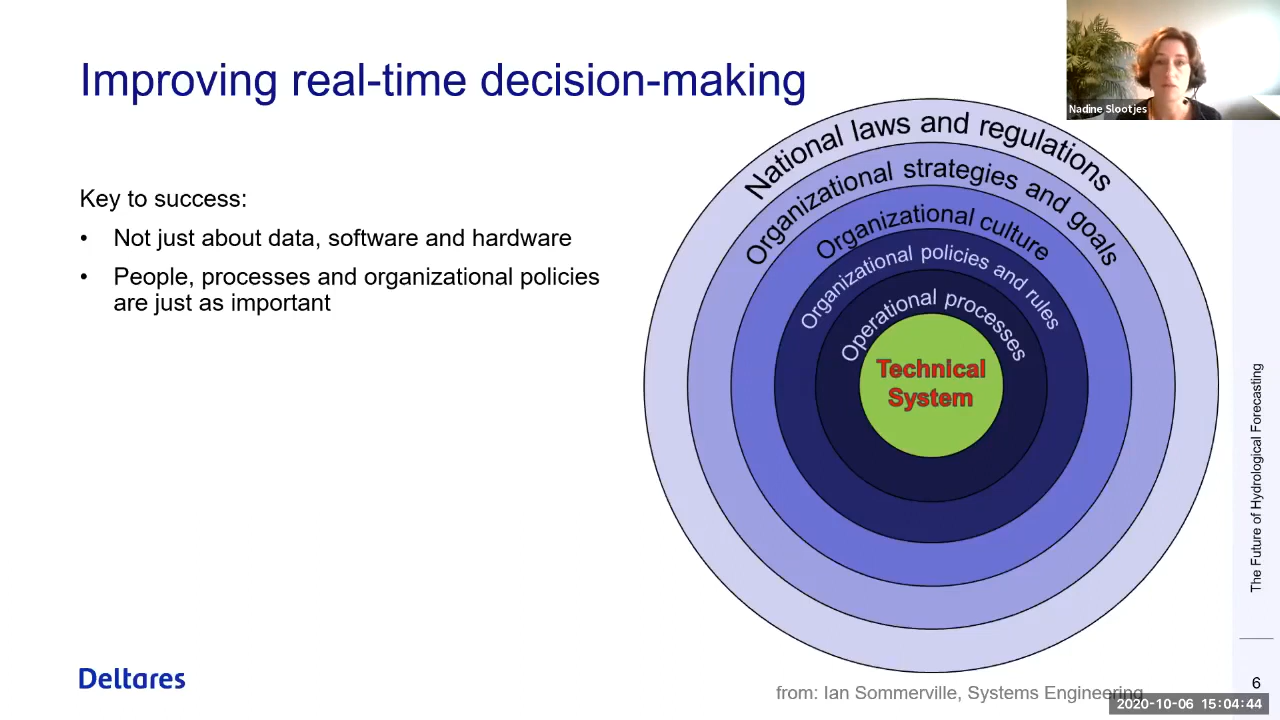 Improving real-time decision-making
Nadine Slootjes
Key to success:
• Not just about data, software and hardware
• People, processes and organizational policies
are just as important
National laws and regulations
Organizational strategies and goals
Organizational culture
Organizational policies and rules
Operational processes
Technical
System
The Future of Hydrological Forecasting
Deltares
from: Ian Sommerville, Systems Engineering
6
2020-10-06 15:04:44